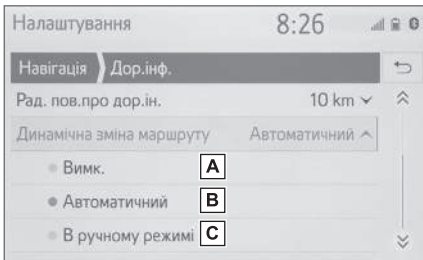 Налаштування 8:26
Навігація Дор.інф.
Рад. пов.про дор.ін. 10 km
Динамічна зміна маршруту Автоматичний
Вимк. A
Автоматичний B
В ручному режимі C